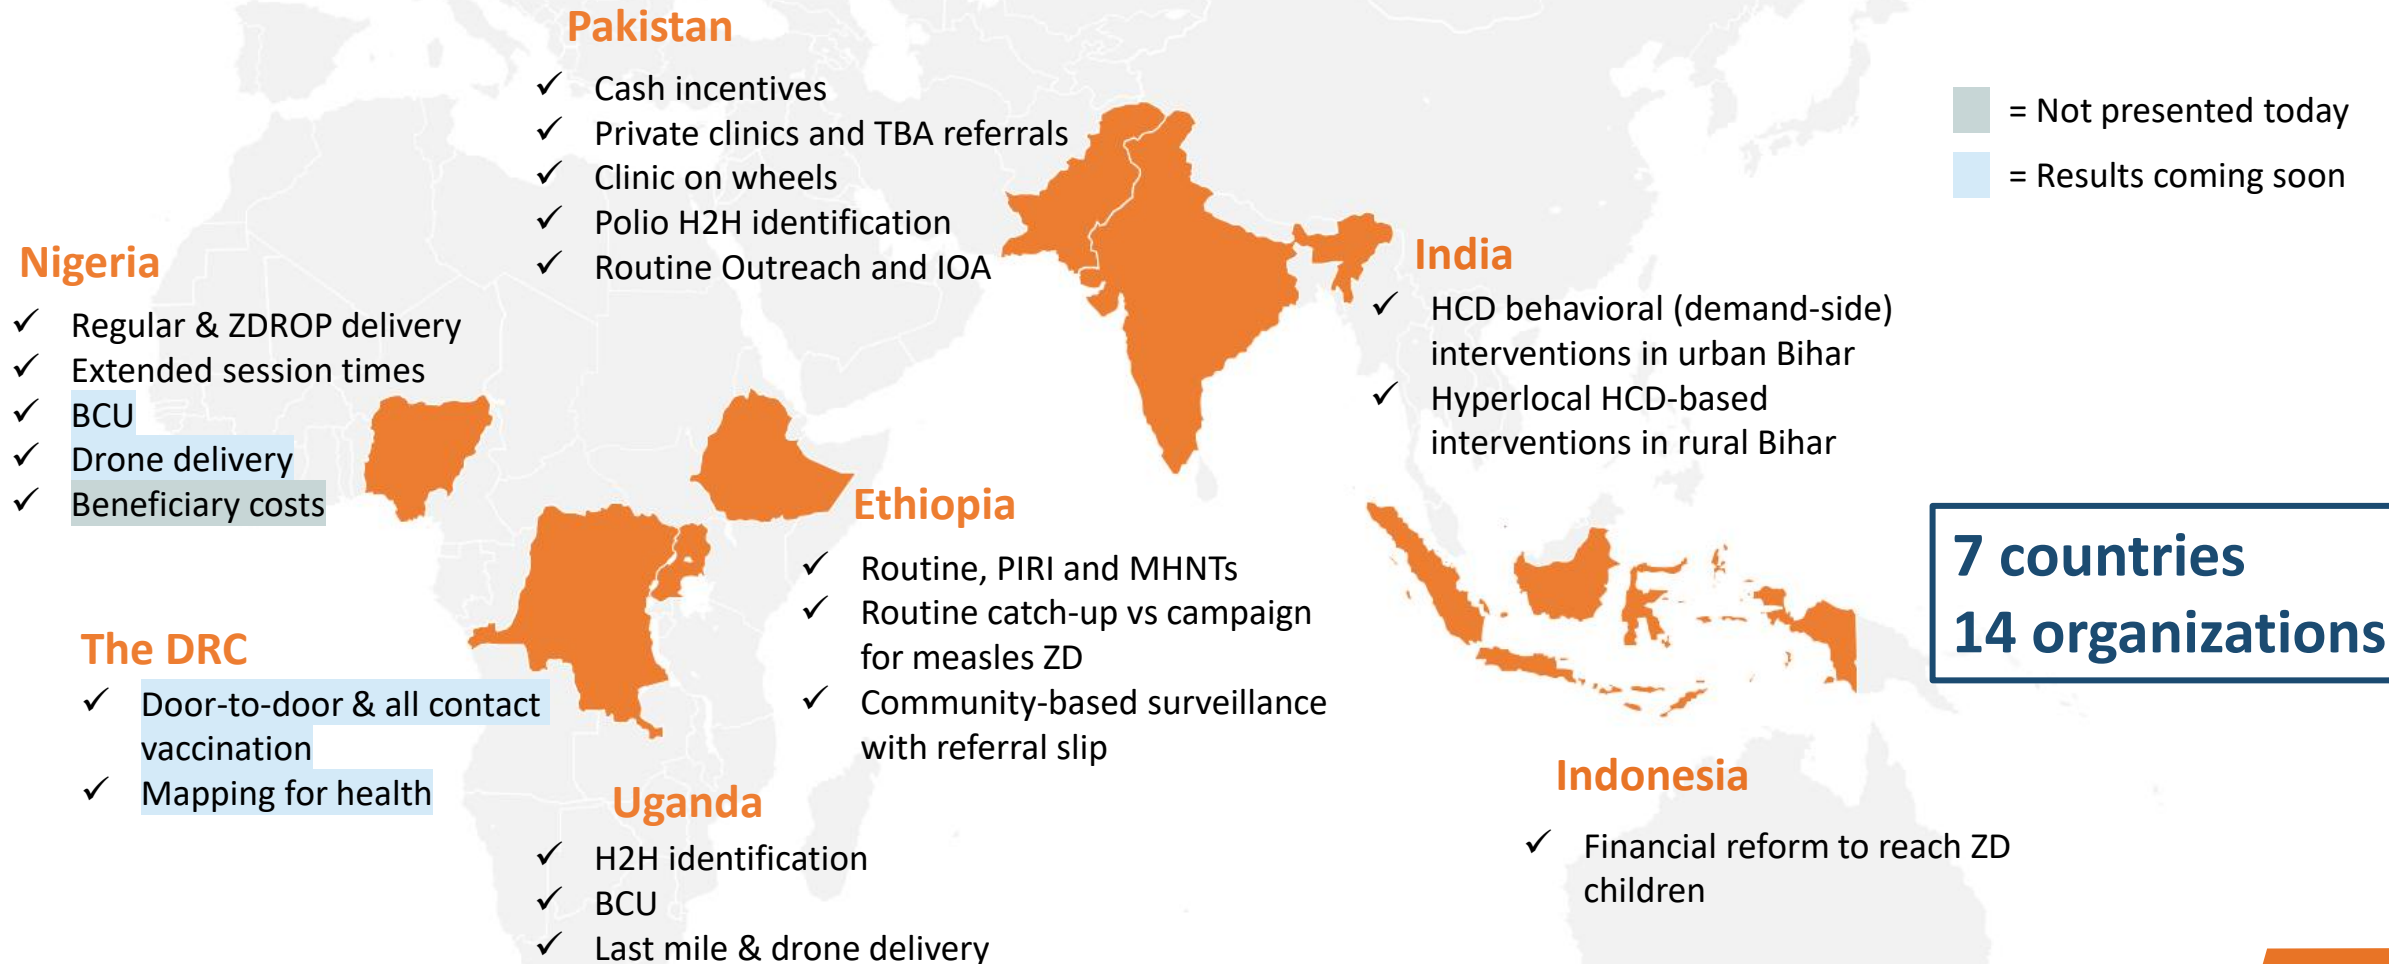 Pakistan
✓ Cash incentives
✓ Private clinics and TBA referrals
✓ Clinic on wheels
✓ Polio H2H identification
✓ Routine Outreach and IOA
= Not presented today
= Results coming soon
Nigeria
✓ Regular & ZDROP delivery
✓ Extended session times
✓ BCU
✓ Drone delivery
✓ Beneficiary costs
India
✓ HCD behavioral (demand-side)
interventions in urban Bihar
✓ Hyperlocal HCD-based
interventions in rural Bihar
Ethiopia
✓ Routine, PIRI and MHNTs
✓ Routine catch-up vs campaign
for measles ZD
✓ Community-based surveillance
with referral slip
7 countries
14 organizations
The DRC
✓ Door-to-door & all contact
vaccination
✓ Mapping for health
Uganda
✓ H2H identification
✓ BCU
✓ Last mile & drone delivery
Indonesia
✓ Financial reform to reach ZD
children